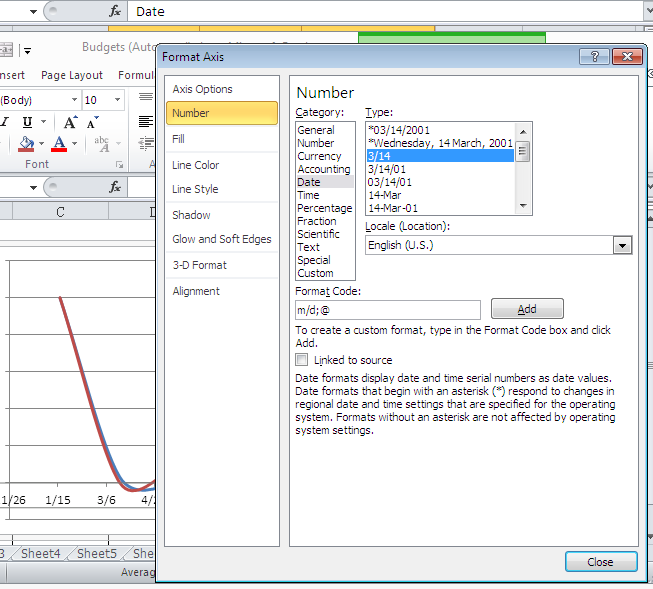 fx Date
Budgets (Auto
Format Axis
nsert Page Layout Formul
(Body) 10
I U A A
A abc
Font A
fx
C D
Axis Options
Number
Fill
Line Color
Line Style
Shadow
Glow and Soft Edges
3-D Format
Alignment
Number
Category:
General
Number
Currency
Accounting
Date
Time
Percentage
Fraction
Scientific
Text
Special
Custom
Type:
*03/14/2001
*Wednesday, 14 March, 2001
3/14
3/14/01
03/14/01
14-Mar
14-Mar-01
Locale (Location):
English (U.S.)
Format Code:
m/d;@
Add
To create a custom format, type in the Format Code box and click
Add.
Linked to source
Date formats display date and time serial numbers as date values.
Date formats that begin with an asterisk (*) respond to changes in
regional date and time settings that are specified for the operating
system. Formats without an asterisk are not affected by operating
system settings.
1/26 1/15 3/6 4/
3 Sheet4 Sheet5 She
Averag
Close